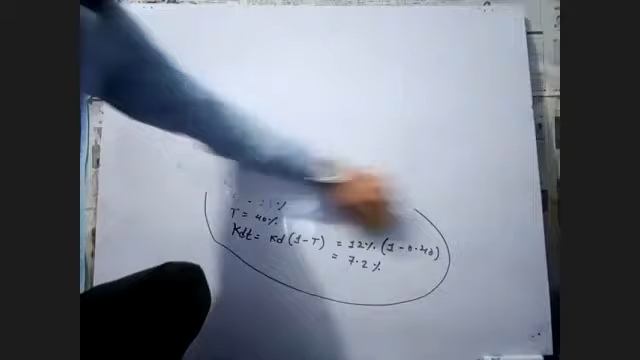 T = 40%
Kdt = Kd (1-T) = 12% (1-0.40)
= 7.2%